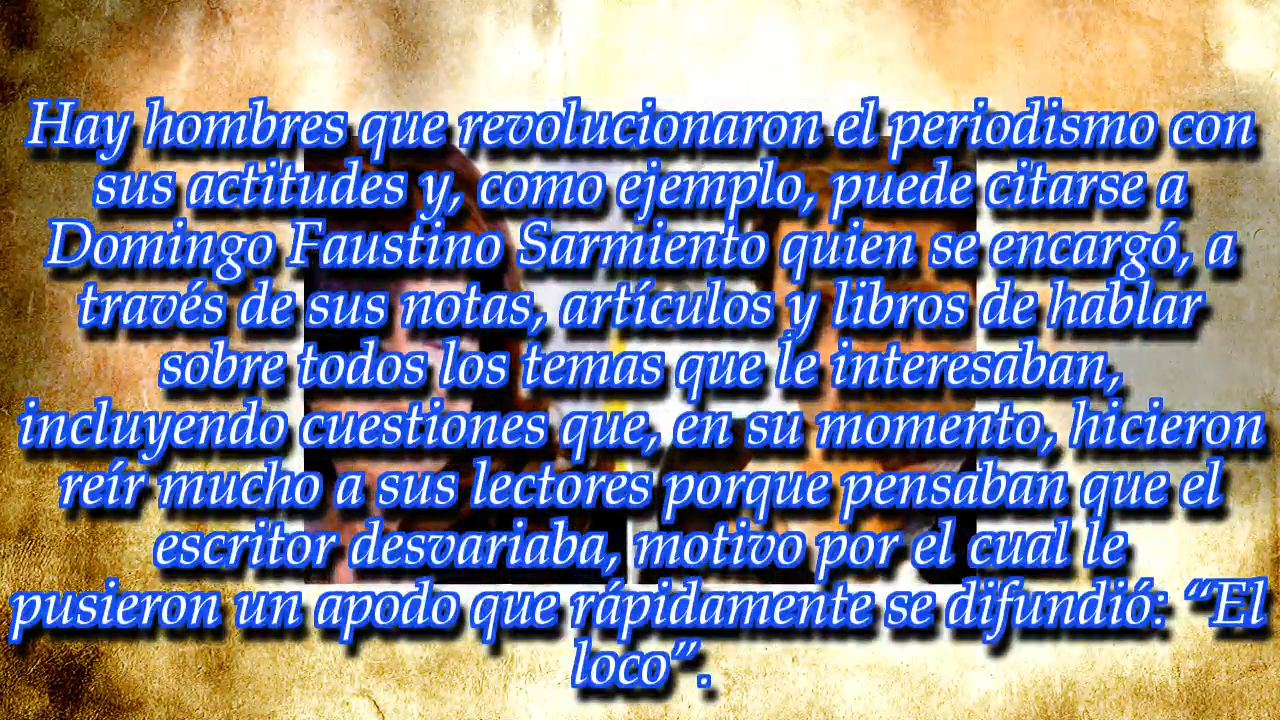 Hay hombres que revolucionaron el periodismo con
sus actitudes y, como ejemplo, puede citarse a
Domingo Faustino Sarmiento quien se encargó, a
través de sus notas, artículos y libros de hablar
sobre todos los temas que le interesaban,
incluyendo cuestiones que, en su momento, hicieron
reír mucho a sus lectores porque pensaban que el
escritor desvariaba, motivo por el cual le
pusieron un apodo que rápidamente se difundió: “El
loco”.